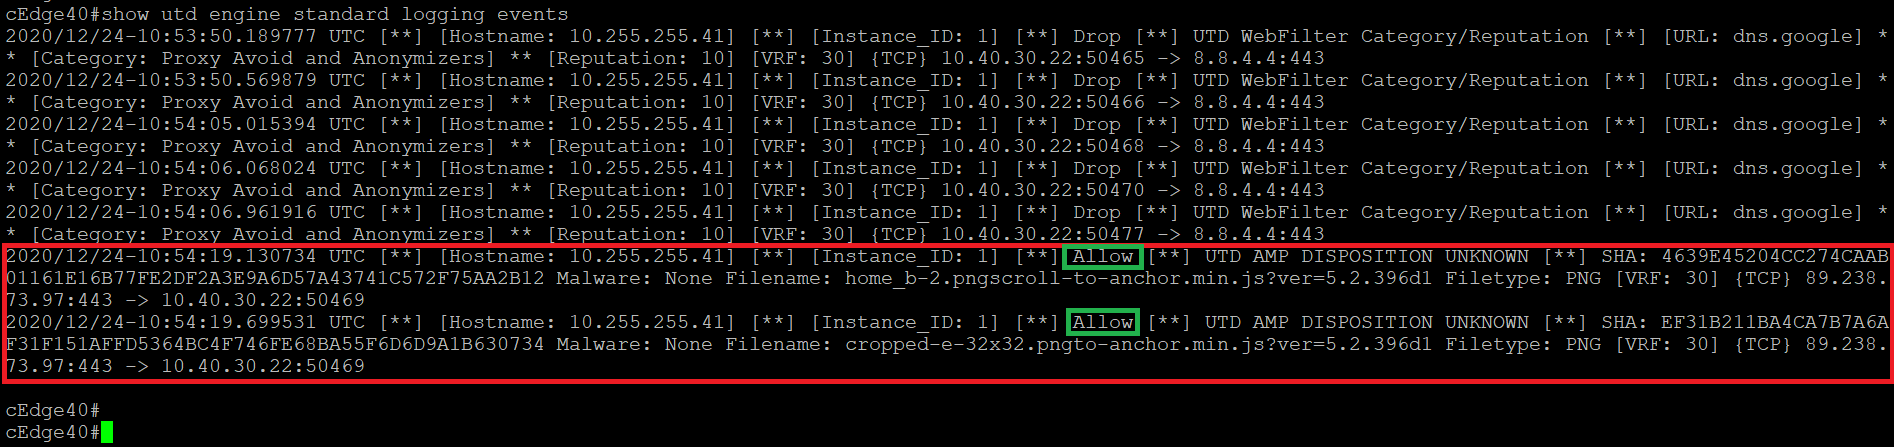 cEdge40#show utd engine standard logging events
2020/12/24-10:53:50.189777 UTC [**] [Hostname: 10.255.255.41] [**] [Instance_ID: 1] [**] Drop [**] UTD WebFilter Category/Reputation [**] [URL: dns.google] *
* [Category: Proxy Avoid and Anonymizers] ** [Reputation: 10] [VRF: 30] {TCP} 10.40.30.22:50465 -> 8.8.4.4:443
2020/12/24-10:53:50.569879 UTC [**] [Hostname: 10.255.255.41] [**] [Instance_ID: 1] [**] Drop [**] UTD WebFilter Category/Reputation [**] [URL: dns.google] *
* [Category: Proxy Avoid and Anonymizers] ** [Reputation: 10] [VRF: 30] {TCP} 10.40.30.22:50466 -> 8.8.4.4:443
2020/12/24-10:54:05.015394 UTC [**] [Hostname: 10.255.255.41] [**] [Instance_ID: 1] [**] Drop [**] UTD WebFilter Category/Reputation [**] [URL: dns.google] *
* [Category: Proxy Avoid and Anonymizers] ** [Reputation: 10] [VRF: 30] {TCP} 10.40.30.22:50468 -> 8.8.4.4:443
2020/12/24-10:54:06.068024 UTC [**] [Hostname: 10.255.255.41] [**] [Instance_ID: 1] [**] Drop [**] UTD WebFilter Category/Reputation [**] [URL: dns.google] *
* [Category: Proxy Avoid and Anonymizers] ** [Reputation: 10] [VRF: 30] {TCP} 10.40.30.22:50470 -> 8.8.4.4:443
2020/12/24-10:54:06.961916 UTC [**] [Hostname: 10.255.255.41] [**] [Instance_ID: 1] [**] Drop [**] UTD WebFilter Category/Reputation [**] [URL: dns.google] *
* [Category: Proxy Avoid and Anonymizers] ** [Reputation: 10] [VRF: 30] {TCP} 10.40.30.22:50477 -> 8.8.4.4:443
2020/12/24-10:54:19.130734 UTC [**] [Hostname: 10.255.255.41] [**] [Instance_ID: 1] [**] Allow [**] UTD AMP DISPOSITION UNKNOWN [**] SHA: 4639E45204CC274CAAB
01161E16B77FE2DF2A3E9A6D57A43741C572F75AA2B12 Malware: None Filename: home_b-2.pngscroll-to-anchor.min.js?ver=5.2.396d1 Filetype: PNG [VRF: 30] {TCP} 89.238.
73.97:443 -> 10.40.30.22:50469
2020/12/24-10:54:19.699531 UTC [**] [Hostname: 10.255.255.41] [**] [Instance_ID: 1] [**] Allow [**] UTD AMP DISPOSITION UNKNOWN [**] SHA: EF31B211BA4CA7B7A6A
F31F151AFFD5364BC4F746FE68BA55F6D6D9A1B630734 Malware: None Filename: cropped-e-32x32.pngto-anchor.min.js?ver=5.2.396d1 Filetype: PNG [VRF: 30] {TCP} 89.238.
73.97:443 -> 10.40.30.22:50469
cEdge40#
cEdge40#